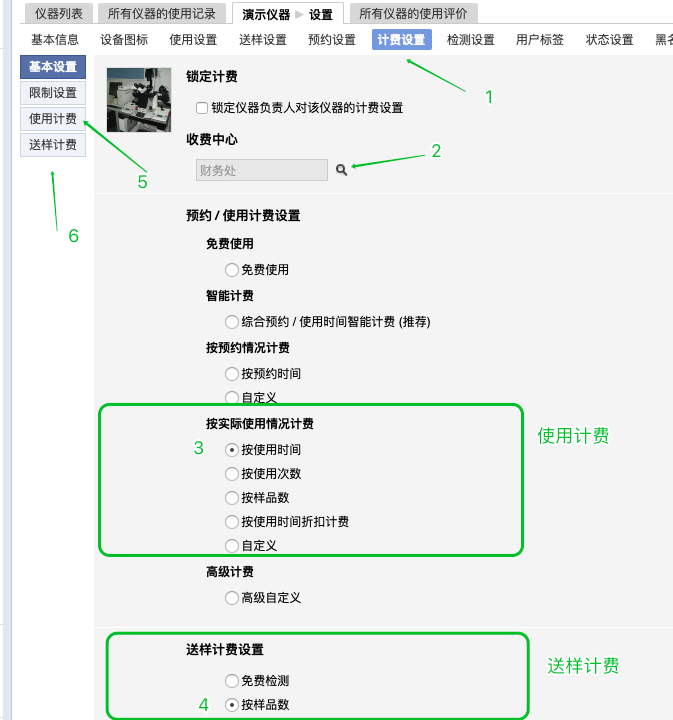 仪器列表 所有仪器的使用记录 演示仪器 ▶ 设置 所有仪器的使用评价
基本信息 设备图标 使用设置 送样设置 预约设置 计费设置 检测设置 用户标签 状态设置 黑名
基本设置
限制设置
使用计费
送样计费
锁定计费
锁定仪器负责人对该仪器的计费设置
1
收费中心
2
财务处
5
6
预约 / 使用计费设置
免费使用
免费使用
智能计费
综合预约 / 使用时间智能计费 (推荐)
按预约情况计费
按预约时间
自定义
按实际使用情况计费
使用计费
3 按使用时间
按使用次数
按样品数
按使用时间折扣计费
自定义
高级计费
高级自定义
送样计费设置
送样计费
免费检测
4 按样品数